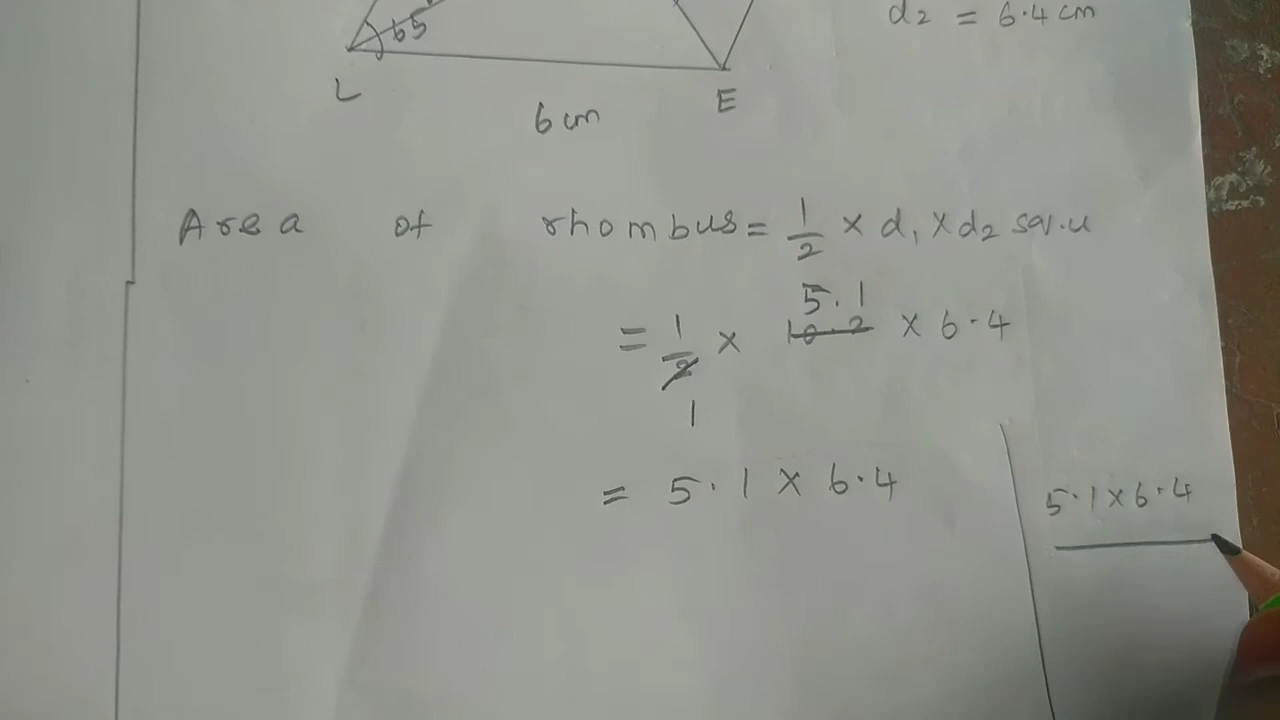 d₂ = 6.4 cm
65
L
E
6 cm
Area of rhombus = 1/2 × d₁ × d₂ sq.u
5.1
= 1/2 × 10.2 × 6.4
1
= 5.1 × 6.4
5.1 × 6.4